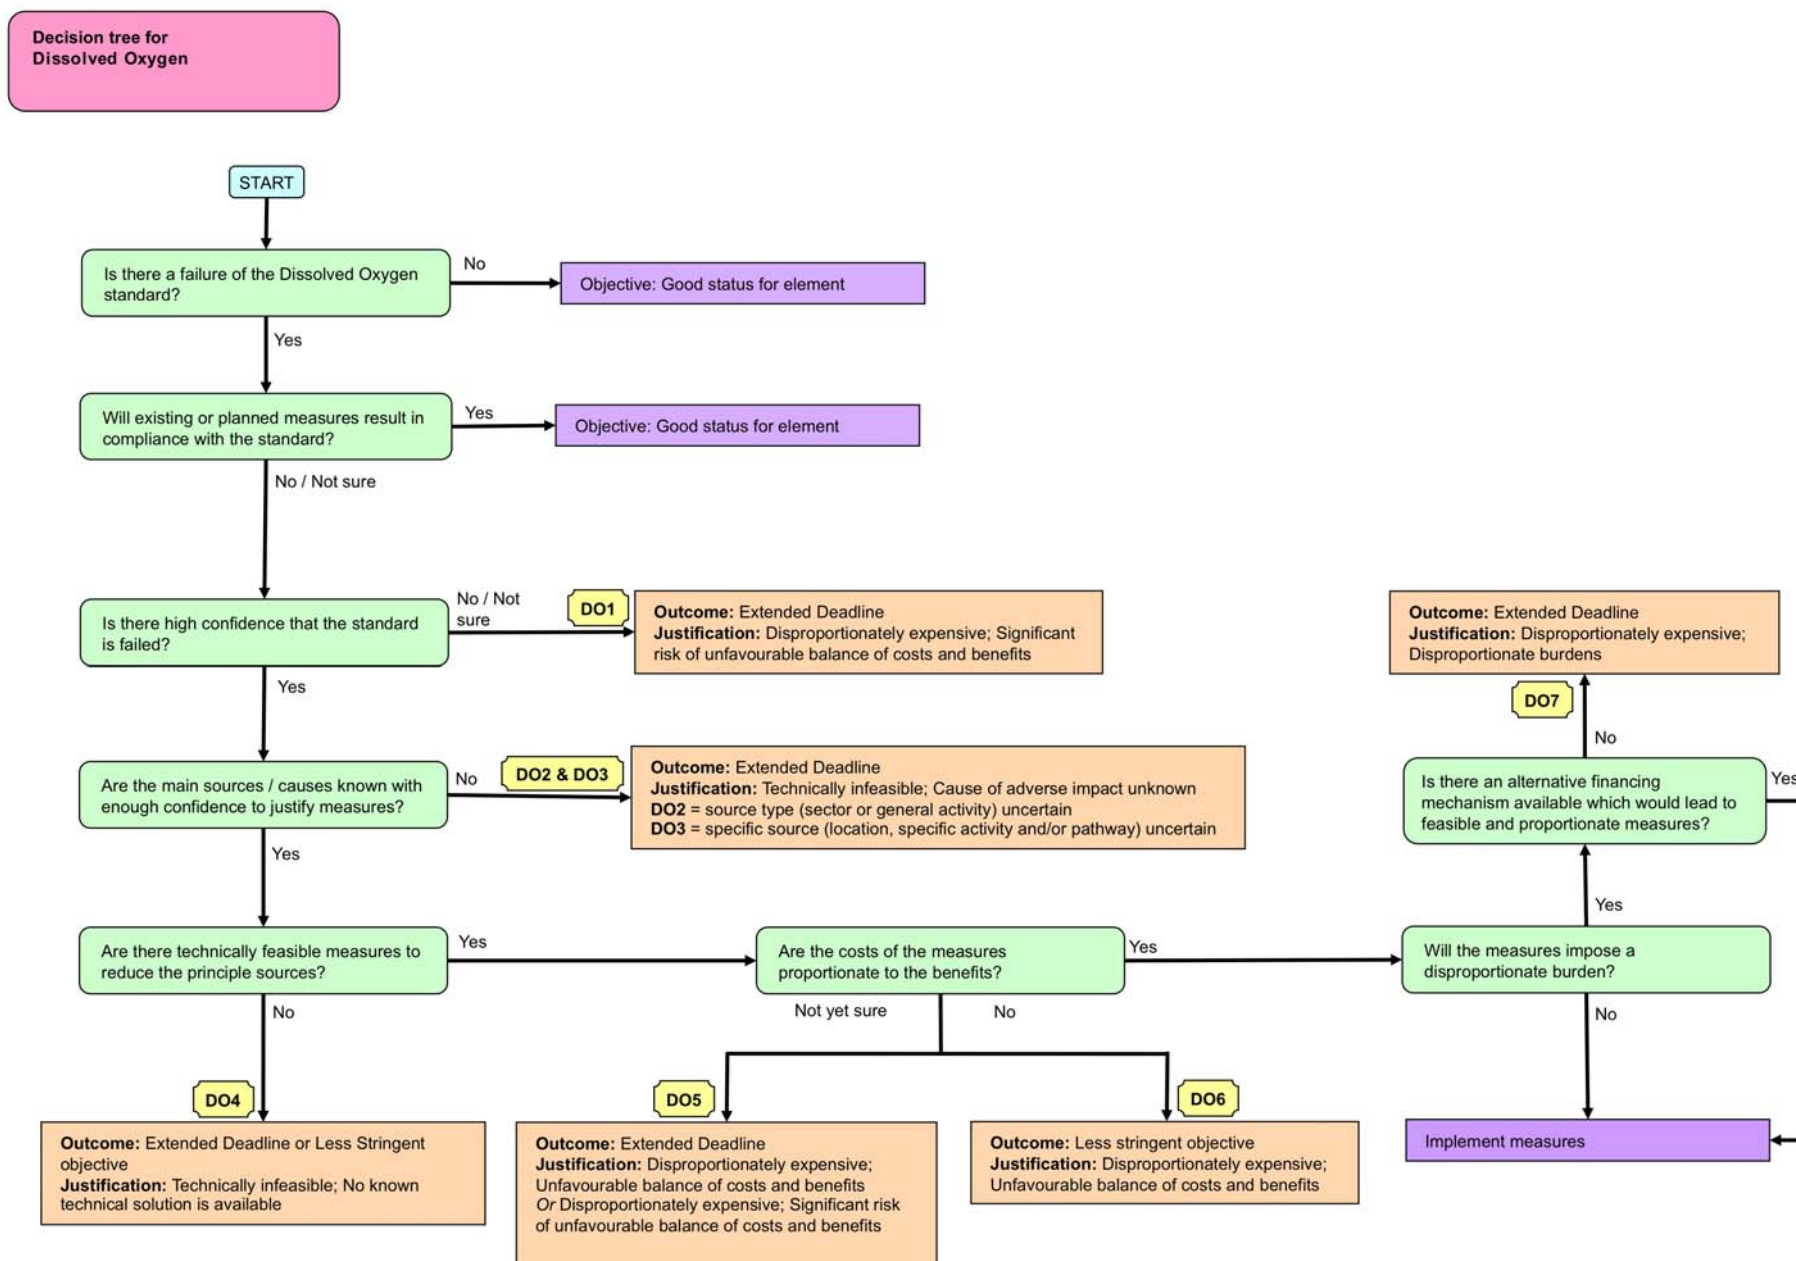 Decision tree for
Dissolved Oxygen
START
Is there a failure of the Dissolved Oxygen
standard?
No
Objective: Good status for element
Yes
Will existing or planned measures result in
compliance with the standard?
Yes
Objective: Good status for element
No / Not sure
Is there high confidence that the standard
is failed?
No / Not
sure
DO1
Outcome: Extended Deadline
Justification: Disproportionately expensive; Significant
risk of unfavourable balance of costs and benefits
Yes
Are the main sources / causes known with
enough confidence to justify measures?
No
DO2 & DO3
Outcome: Extended Deadline
Justification: Technically infeasible; Cause of adverse impact unknown
DO2 = source type (sector or general activity) uncertain
DO3 = specific source (location, specific activity and/or pathway) uncertain
Yes
Are there technically feasible measures to
reduce the principle sources?
Yes
Are the costs of the measures
proportionate to the benefits?
Yes
Will the measures impose a
disproportionate burden?
Yes
Is there an alternative financing
mechanism available which would lead to
feasible and proportionate measures?
Yes
No
DO7
Outcome: Extended Deadline
Justification: Disproportionately expensive;
Disproportionate burdens
No
Implement measures
No
DO4
Outcome: Extended Deadline or Less Stringent
objective
Justification: Technically infeasible; No known
technical solution is available
Not yet sure
No
DO5
Outcome: Extended Deadline
Justification: Disproportionately expensive;
Unfavourable balance of costs and benefits
Or Disproportionately expensive; Significant risk
of unfavourable balance of costs and benefits
DO6
Outcome: Less stringent objective
Justification: Disproportionately expensive;
Unfavourable balance of costs and benefits